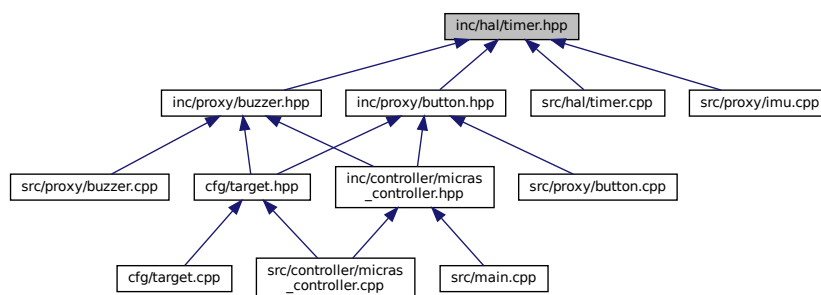 inc/hal/timer.hpp
inc/proxy/buzzer.hpp
inc/proxy/button.hpp
src/hal/timer.cpp
src/proxy/imu.cpp
src/proxy/buzzer.cpp
cfg/target.hpp
inc/controller/micras
_controller.hpp
src/proxy/button.cpp
cfg/target.cpp
src/controller/micras
_controller.cpp
src/main.cpp